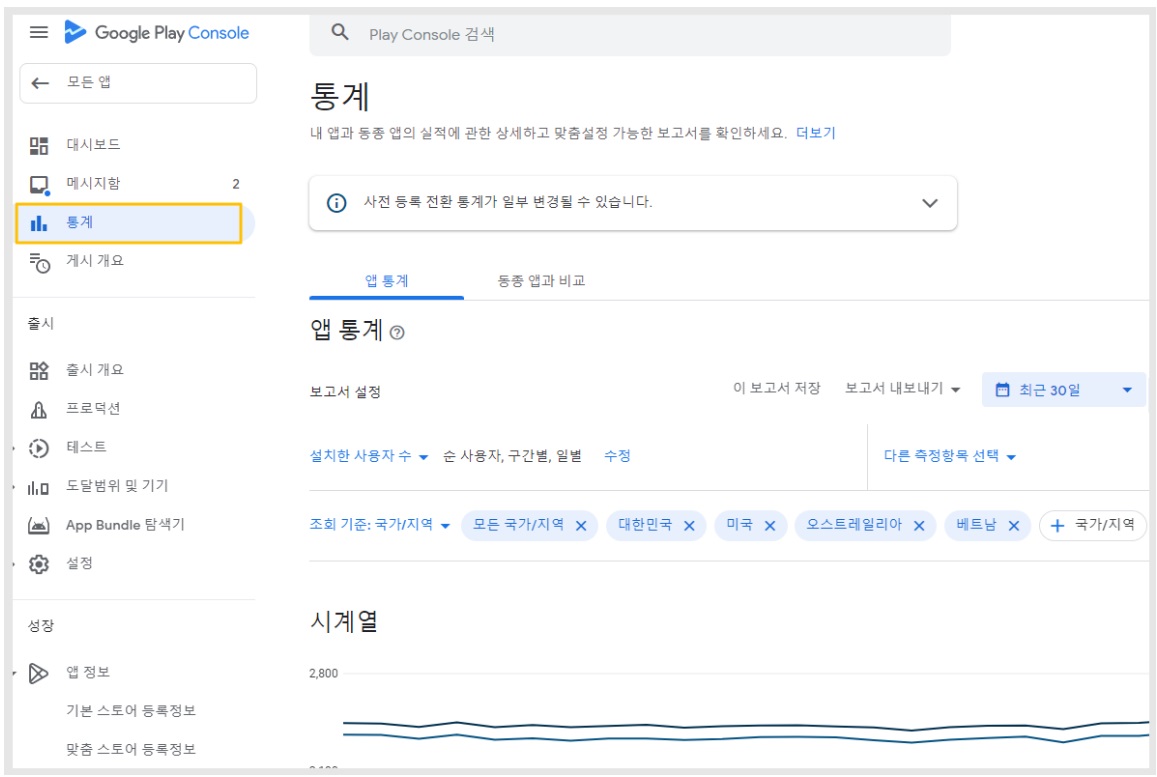 Google Play Console
Play Console 검색
모든 앱
대시보드
메시지함 2
통계
게시 개요
출시
출시 개요
프로덕션
테스트
도달범위 및 기기
App Bundle 탐색기
설정
성장
앱 정보
기본 스토어 등록정보
맞춤 스토어 등록정보
통계
내 앱과 동종 앱의 실적에 관한 상세하고 맞춤설정 가능한 보고서를 확인하세요. 더보기
사전 등록 전환 통계가 일부 변경될 수 있습니다.
앱 통계 동종 앱과 비교
앱 통계
보고서 설정 이 보고서 저장 보고서 내보내기 최근 30일
설치한 사용자 수 순 사용자, 구간별, 일별 수정 다른 측정항목 선택
조회 기준: 국가/지역 모든 국가/지역 대한민국 미국 오스트레일리아 베트남 + 국가/지역
시계열
2,800